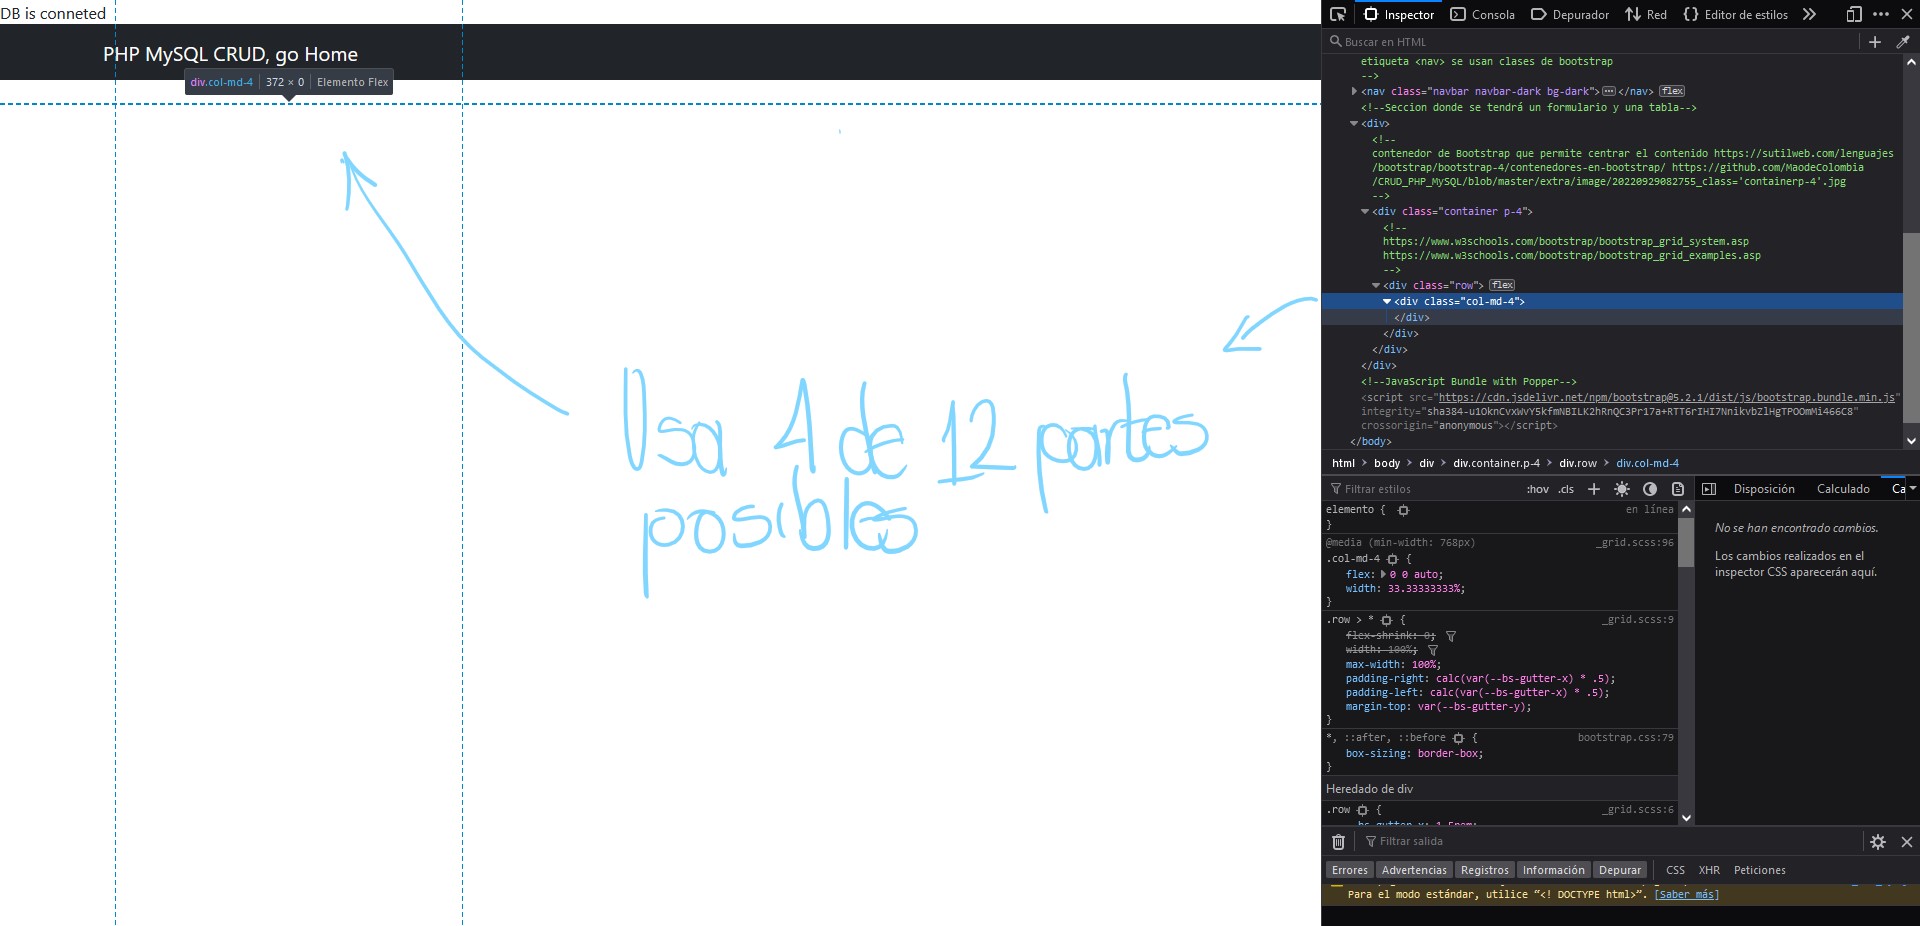 DB is conneted
PHP MySQL CRUD, go Home
div.col-md-4 372 × 0 Elemento Flex
Usa 4 de 12 partes
posibles
Inspector Consola Depurador Red Editor de estilos
Buscar en HTML
etiqueta <nav> se usan clases de bootstrap
-->
<nav class="navbar navbar-dark bg-dark"> </nav> flex
<!--Seccion donde se tendrá un formulario y una tabla-->
<div>
<!--
contenedor de Bootstrap que permite centrar el contenido https://sutilweb.com/lenguajes
/bootstrap/bootstrap-4/contenedores-en-bootstrap/ https://github.com/MaodeColombia
/CRUD_PHP_MySQL/blob/master/extra/image/20220929082755_class='containerp-4'.jpg
-->
<div class="container p-4">
<!--
https://www.w3schools.com/bootstrap/bootstrap_grid_system.asp
https://www.w3schools.com/bootstrap/bootstrap_grid_examples.asp
-->
<div class="row"> flex
<div class="col-md-4">
</div>
</div>
</div>
</div>
<!--JavaScript Bundle with Popper-->
<script src="https://cdn.jsdelivr.net/npm/bootstrap@5.2.1/dist/js/bootstrap.bundle.min.js"
integrity="sha384-u1OknCvxWvY5kfmNBILK2hRnQC3Pr17a+RTT6rIHI7NnikvbZlHgTPOOmMi466C8"
crossorigin="anonymous"></script>
</body>
html > body > div > div.container.p-4 > div.row > div.col-md-4
Filtrar estilos :hov .cls + Disposición Calculado Ca
elemento { en línea
}
@media (min-width: 768px) _grid.scss:96
.col-md-4 {
flex: 0 0 auto;
width: 33.33333333%;
}
.row > * { _grid.scss:9
flex-shrink: 0;
width: 100%;
max-width: 100%;
padding-right: calc(var(--bs-gutter-x) * .5);
padding-left: calc(var(--bs-gutter-x) * .5);
margin-top: var(--bs-gutter-y);
}
*, ::after, ::before { bootstrap.css:79
box-sizing: border-box;
}
Heredado de div
.row { _grid.scss:6
--bs-gutter-x: 1.5rem;
No se han encontrado cambios.
Los cambios realizados en el
inspector CSS aparecerán aquí.
Filtrar salida
Errores Advertencias Registros Información Depurar CSS XHR Peticiones
Para el modo estándar, utilice “<! DOCTYPE html>”. [Saber más]